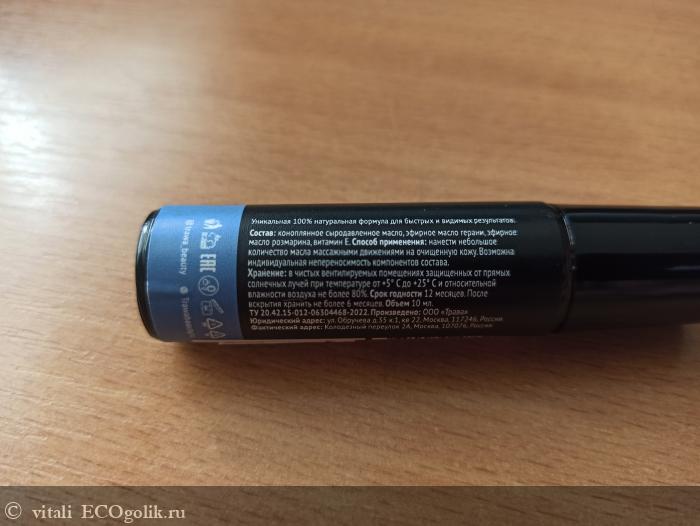 Уникальная 100% натуральная формула для быстрых и видимых результатов.
Состав: конопляное сыродавленное масло, эфирное масло герани, эфирное
масло розмарина, витамин Е. Способ применения: нанести небольшое
количество масла массажными движениями на очищенную кожу. Возможна
индивидуальная непереносимость компонентов состава.
Хранение: в чистых вентилируемых помещениях защищенных от прямых
солнечных лучей при температуре от +5° С до +25° С и относительной
влажности воздуха не более 80%. Срок годности 12 месяцев. После
вскрытия хранить не более 6 месяцев. Объем 10 мл.
ТУ 20.42.15-012-06304468-2022. Произведено: ООО «Трава»
Юридический адрес: ул. Обручева д.35 к.1, кв 22, Москва, 117246, Россия.
Фактический адрес: Колодезный переулок 2А, Москва, 107076, Россия.
trawa_beauty
EAC
© vitali ECOgolik.ru